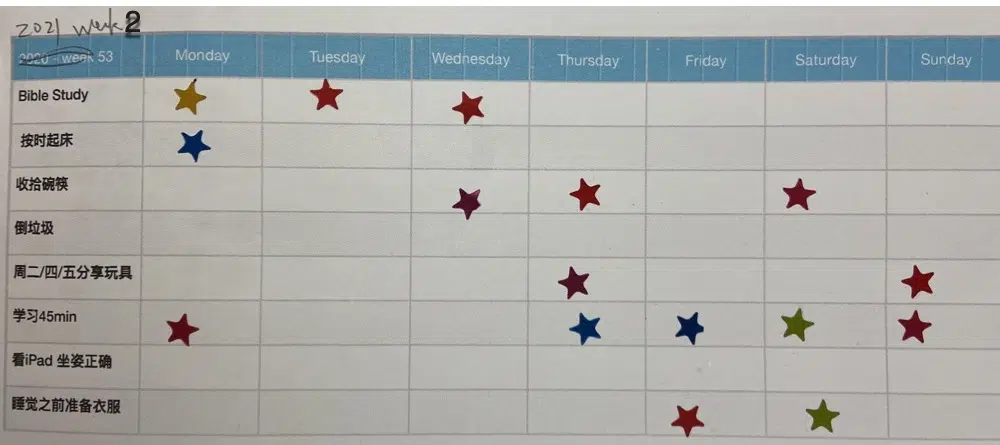 2021 week 2
2020 - week 53 Monday Tuesday Wednesday Thursday Friday Saturday Sunday
Bible Study
按时起床
收拾碗筷
倒垃圾
周二/四/五分享玩具
学习45min
看iPad 坐姿正确
睡觉之前准备衣服